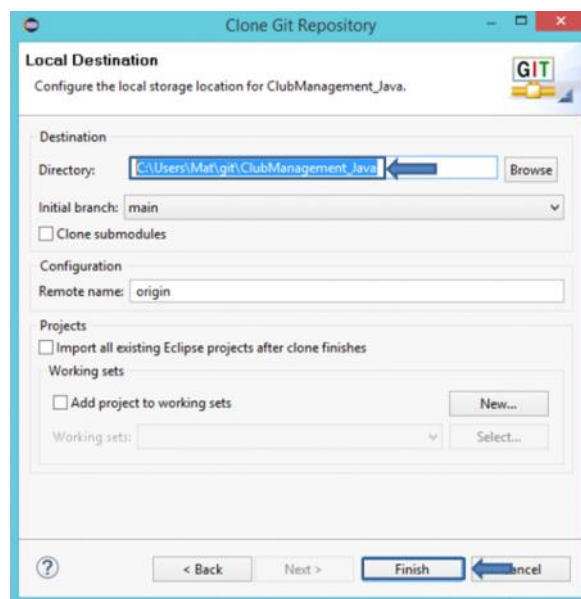 Clone Git Repository
Local Destination
Configure the local storage location for ClubManagement_Java.
GIT
Destination
Directory: C:\Users\Mat\git\ClubManagement_Java Browse
Initial branch: main
Clone submodules
Configuration
Remote name: origin
Projects
Import all existing Eclipse projects after clone finishes
Working sets
Add project to working sets New...
Working sets: Select...
? < Back Next > Finish